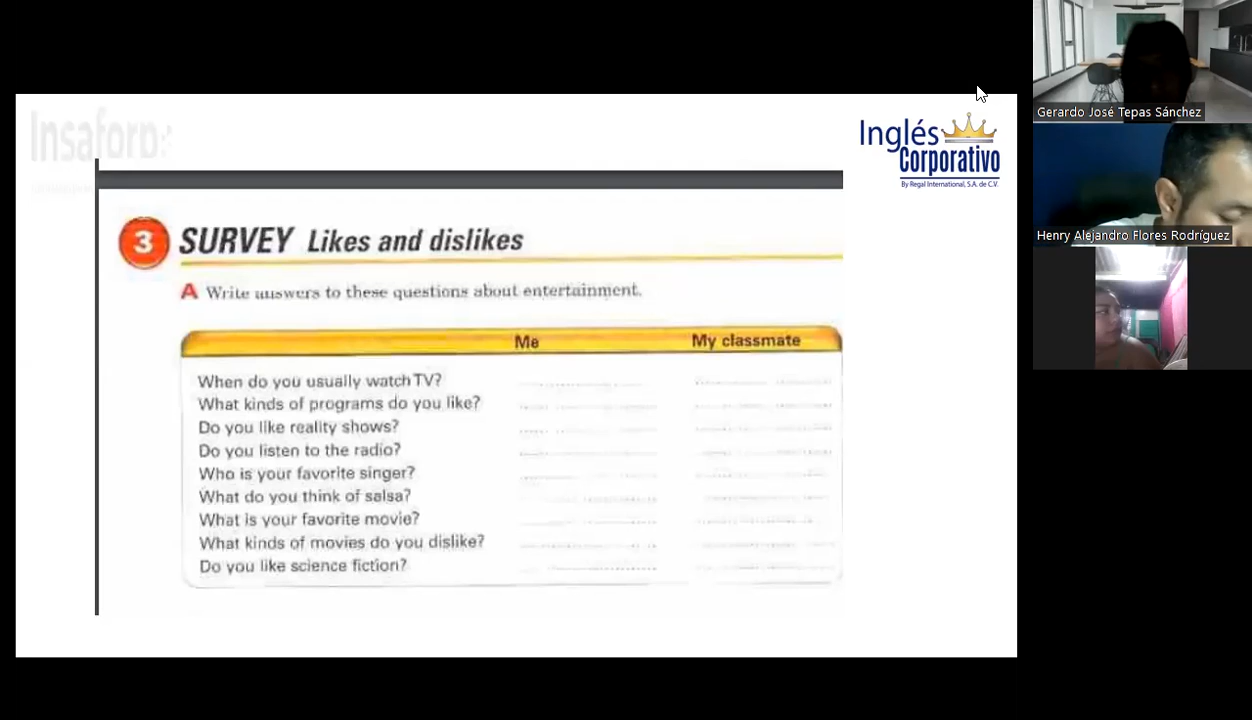 Insaforp
Inglés
Corporativo
By Regal International, S.A. de C.V.
3 SURVEY Likes and dislikes
A Write answers to these questions about entertainment.
Me My classmate
When do you usually watch TV?
What kinds of programs do you like?
Do you like reality shows?
Do you listen to the radio?
Who is your favorite singer?
What do you think of salsa?
What is your favorite movie?
What kinds of movies do you dislike?
Do you like science fiction?
Gerardo José Tepas Sánchez
Henry Alejandro Flores Rodríguez